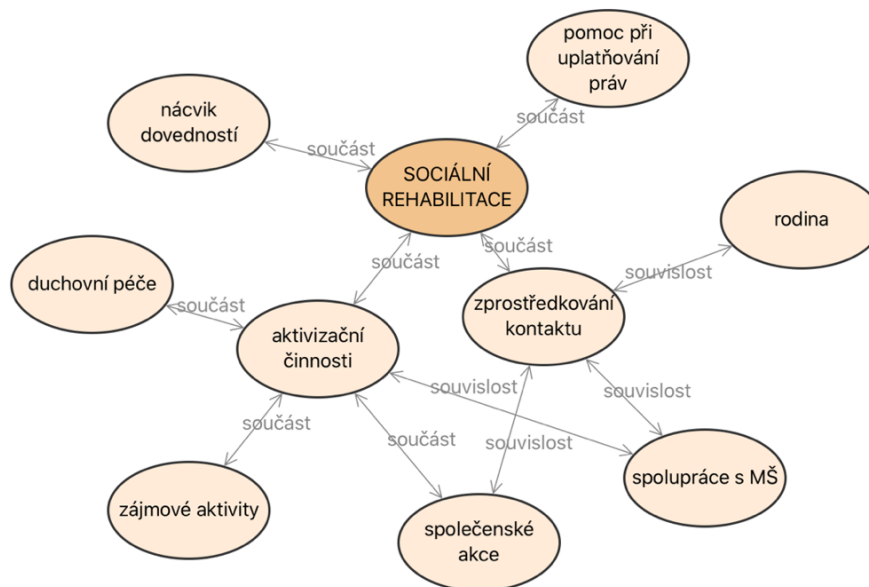 pomoc při
uplatňování
práv
nácvik
dovedností
součást
součást
SOCIÁLNÍ
REHABILITACE
rodina
součást
součást
souvislost
duchovní péče
součást
zprostředkování
kontaktu
aktivizační
činnosti
souvislost
souvislost
součást
součást
souvislost
zájmové aktivity
spolupráce s MŠ
společenské
akce